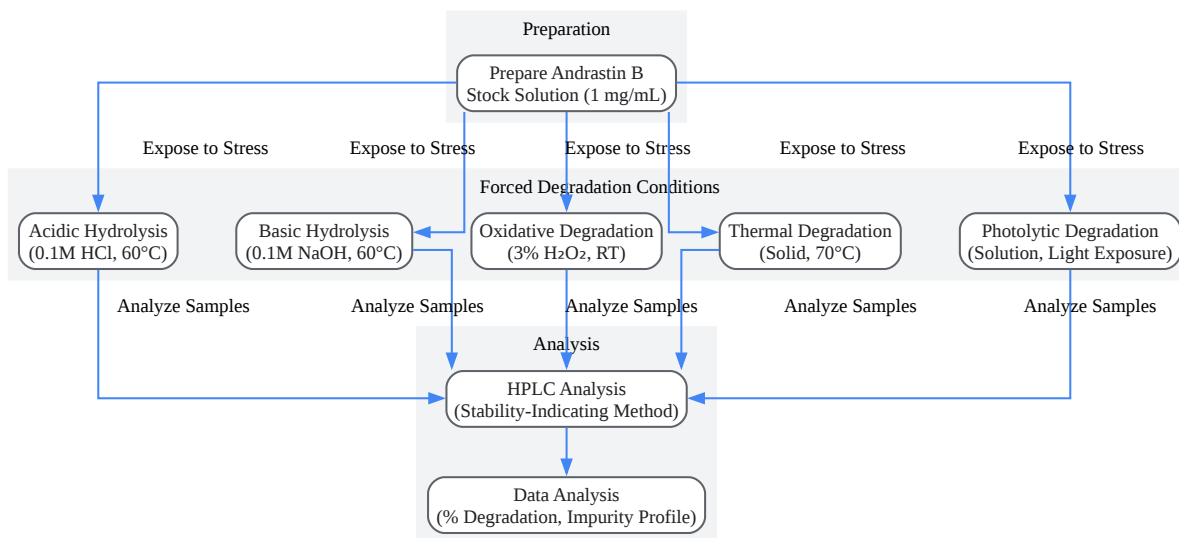 Preparation
Prepare Andrastin B
Stock Solution (1 mg/mL)
Expose to Stress
Expose to Stress
Expose to Stress
Expose to Stress
Expose to Stress
Forced Degradation Conditions
Acidic Hydrolysis
(0.1M HCl, 60°C)
Basic Hydrolysis
(0.1M NaOH, 60°C)
Oxidative Degradation
(3% H₂O₂, RT)
Thermal Degradation
(Solid, 70°C)
Photolytic Degradation
(Solution, Light Exposure)
Analyze Samples
Analyze Samples
Analyze Samples
Analyze Samples
Analyze Samples
Analysis
HPLC Analysis
(Stability-Indicating Method)
Data Analysis
(% Degradation, Impurity Profile)